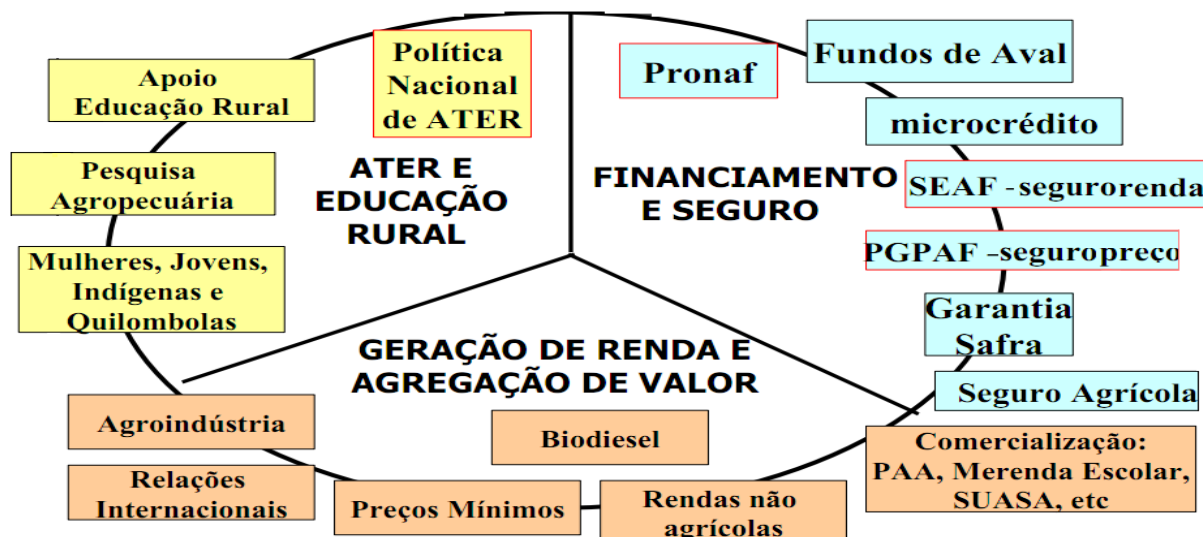 Política
Nacional
de ATER
Apoio
Educação Rural
Pesquisa
Agropecuária
Mulheres, Jovens,
Indígenas e
Quilombolas
ATER E
EDUCAÇÃO
RURAL
Pronaf
Fundos de Aval
microcrédito
SEAF -segurorenda
PGPAF -seguropreço
Garantia
Safra
Seguro Agrícola
FINANCIAMENTO
E SEGURO
GERAÇÃO DE RENDA E
AGREGAÇÃO DE VALOR
Agroindústria
Relações
Internacionais
Biodiesel
Preços Mínimos
Rendas não
agrícolas
Comercialização:
PAA, Merenda Escolar,
SUASA, etc